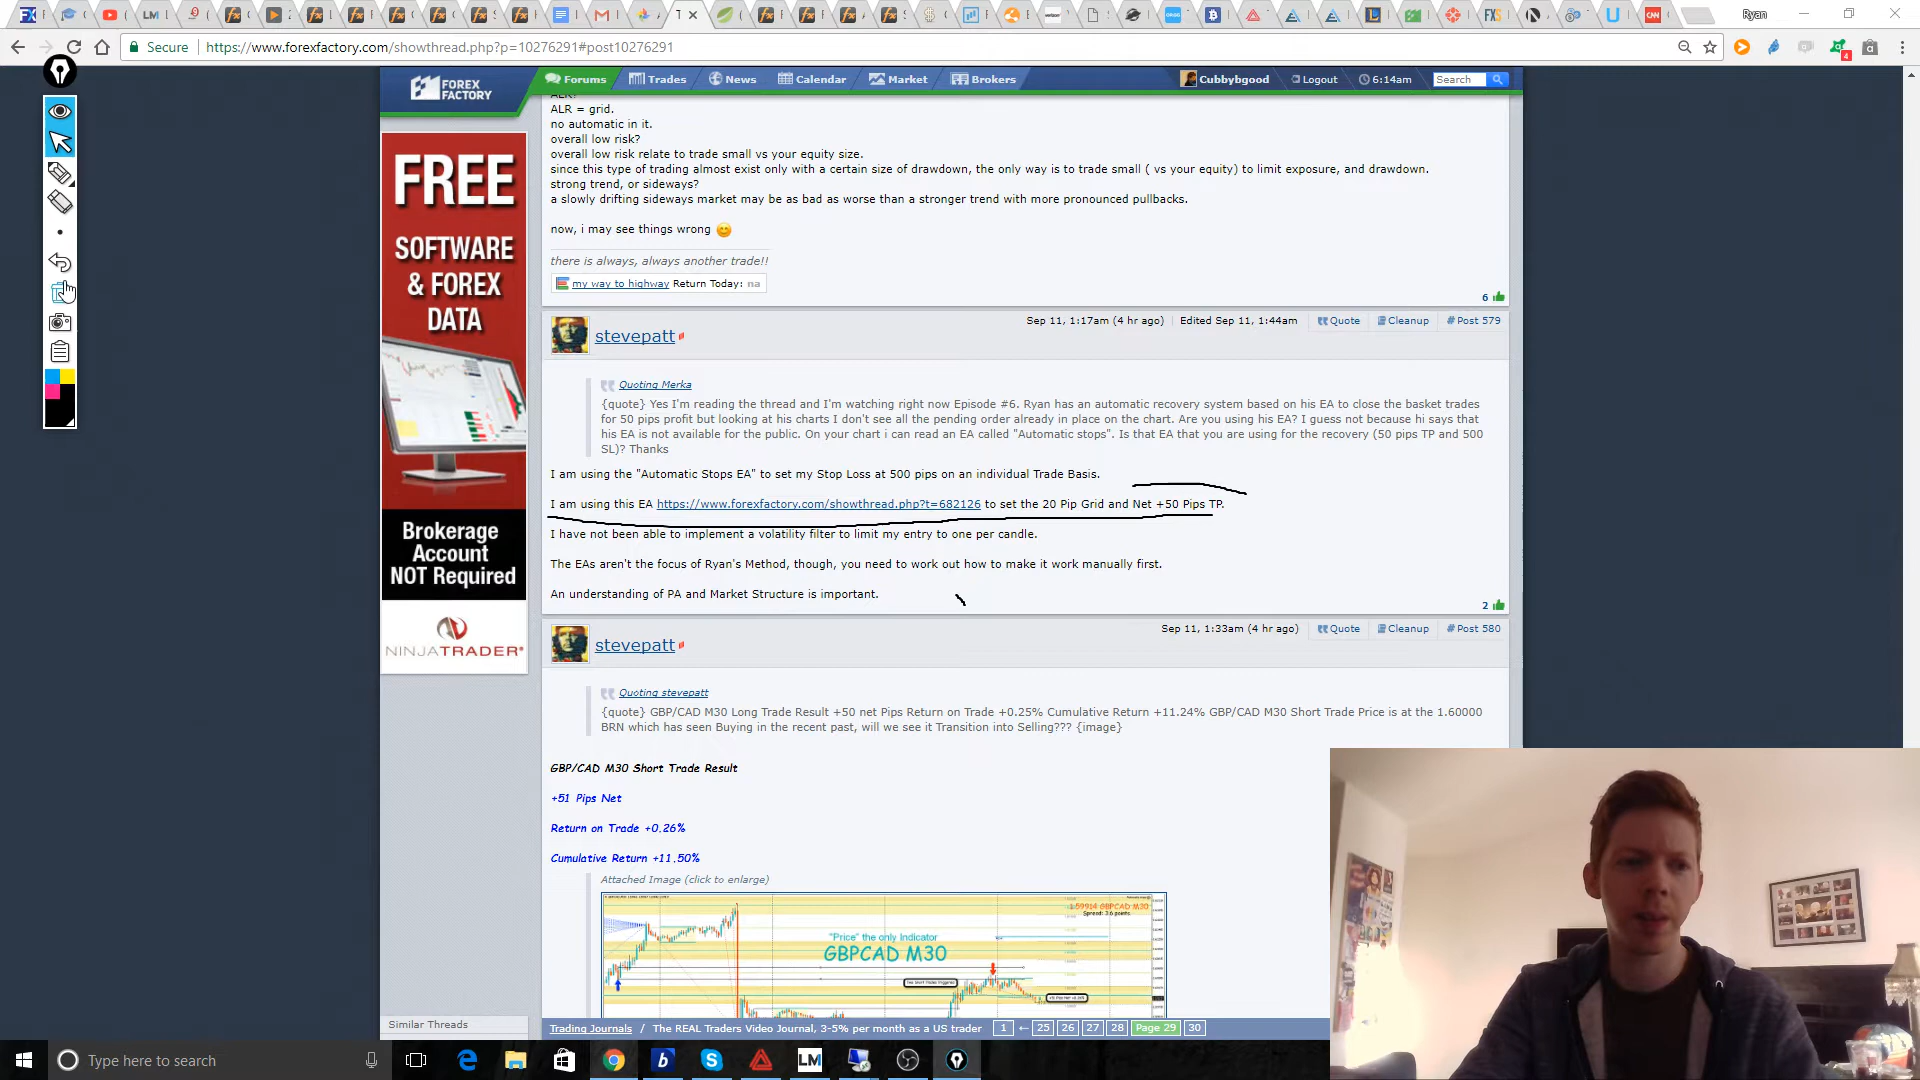 Ryan
Secure
https://www.forexfactory.com/showthread.php?p=10276291#post10276291
FOREX FACTORY
Forums
Trades
News
Calendar
Market
Brokers
Cubbybgood
Logout
6:14am
Search
FREE
SOFTWARE
& FOREX
DATA
Brokerage
Account
NOT Required
NINJATRADER
Similar Threads
ALR = grid.
no automatic in it.
overall low risk?
overall low risk relate to trade small vs your equity size.
since this type of trading almost exist only with a certain size of drawdown, the only way is to trade small ( vs your equity) to limit exposure, and drawdown.
strong trend, or sideways?
a slowly drifting sideways market may be as bad as worse than a stronger trend with more pronounced pullbacks.
now, i may see things wrong
there is always, always another trade!!
my way to highway Return Today: na
6
stevepatt
Sep 11, 1:17am (4 hr ago) | Edited Sep 11, 1:44am
Quote
Cleanup
# Post 579
Quoting Merka
{quote} Yes I'm reading the thread and I'm watching right now Episode #6. Ryan has an automatic recovery system based on his EA to close the basket trades
for 50 pips profit but looking at his charts I don't see all the pending order already in place on the chart. Are you using his EA? I guess not because hi says that
his EA is not available for the public. On your chart i can read an EA called "Automatic stops". Is that EA that you are using for the recovery (50 pips TP and 500
SL)? Thanks
I am using the "Automatic Stops EA" to set my Stop Loss at 500 pips on an individual Trade Basis.
I am using this EA https://www.forexfactory.com/showthread.php?t=682126 to set the 20 Pip Grid and Net +50 Pips TP.
I have not been able to implement a volatility filter to limit my entry to one per candle.
The EAs aren't the focus of Ryan's Method, though, you need to work out how to make it work manually first.
An understanding of PA and Market Structure is important.
2
stevepatt
Sep 11, 1:33am (4 hr ago)
Quote
Cleanup
# Post 580
Quoting stevepatt
{quote} GBP/CAD M30 Long Trade Result +50 net Pips Return on Trade +0.25% Cumulative Return +11.24% GBP/CAD M30 Short Trade Price is at the 1.60000
BRN which has seen Buying in the recent past, will we see it Transition into Selling??? {image}
GBP/CAD M30 Short Trade Result
+51 Pips Net
Return on Trade +0.26%
Cumulative Return +11.50%
Attached Image (click to enlarge)
1.59914 GBPCAD M30
Spread: 3.6 points
"Price" the only Indicator
GBPCAD M30
Trading Journals / The REAL Traders Video Journal, 3-5% per month as a US trader
1 ← 25 26 27 28 Page 29 30
Type here to search
LM